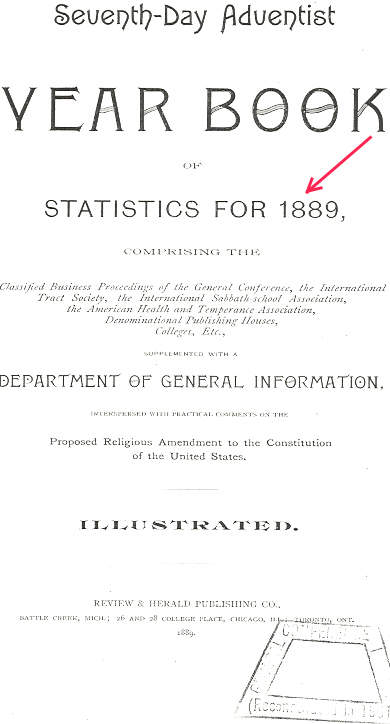 Seventh-Day Adventist
YEAR BOOK
OF
STATISTICS FOR 1889,
COMPRISING THE
Classified Business Proceedings of the General Conference, the International
Tract Society, the International Sabbath-school Association,
the American Health and Temperance Association,
Denominational Publishing Houses,
Colleges, Etc.,
SUPPLEMENTED WITH A
DEPARTMENT OF GENERAL INFORMATION,
INTERSPERSED WITH PRACTICAL COMMENTS ON THE
Proposed Religious Amendment to the Constitution
of the United States.
ILLUSTRATED.
REVIEW & HERALD PUBLISHING CO.,
BATTLE CREEK, MICH.; 26 AND 28 COLLEGE PLACE, CHICAGO, ILL.; TORONTO, ONT.
1889.